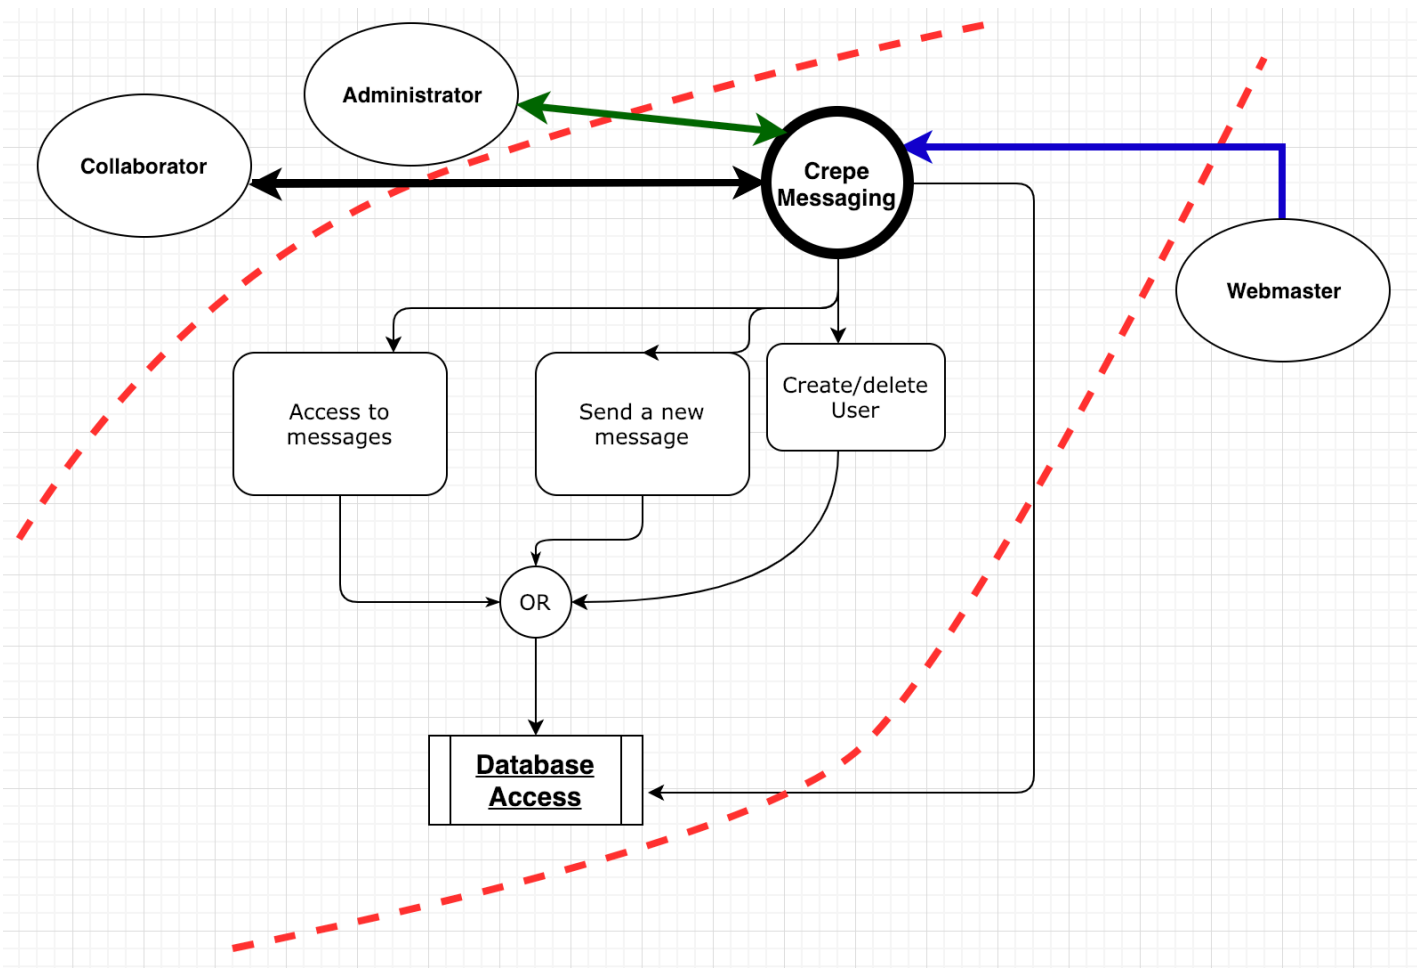 Administrator
Collaborator
Crepe
Messaging
Webmaster
Access to
messages
Send a new
message
Create/delete
User
OR
Database
Access